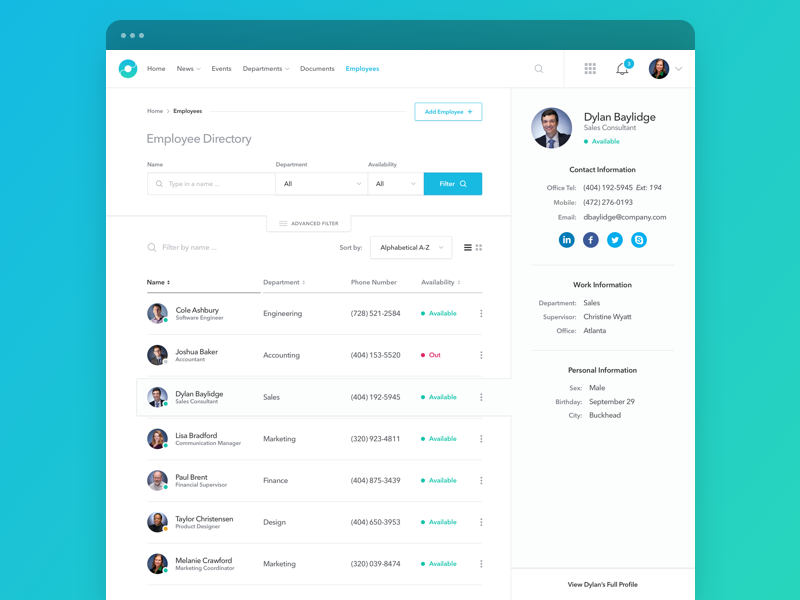 Home News Events Departments Documents Employees
3
Home > Employees
Add Employee +
Employee Directory
Name Department Availability
Type in a name ... All All Filter
ADVANCED FILTER
Filter by name ... Sort by: Alphabetical A-Z
Name Department Phone Number Availability
Cole Ashbury
Software Engineer
Engineering (728) 521-2584 Available
Joshua Baker
Accountant
Accounting (404) 153-5520 Out
Dylan Baylidge
Sales Consultant
Sales (404) 192-5945 Available
Lisa Bradford
Communication Manager
Marketing (320) 923-4811 Available
Paul Brent
Financial Supervisor
Finance (404) 875-3439 Available
Taylor Christensen
Product Designer
Design (404) 650-3953 Available
Melanie Crawford
Marketing Coordinator
Marketing (320) 039-8474 Available
Dylan Baylidge
Sales Consultant
Available
Contact Information
Office Tel: (404) 192-5945 Ext: 194
Mobile: (472) 276-0193
Email: dbaylidge@company.com
in f S
Work Information
Department: Sales
Supervisor: Christine Wyatt
Office: Atlanta
Personal Information
Sex: Male
Birthday: September 29
City: Buckhead
View Dylan's Full Profile